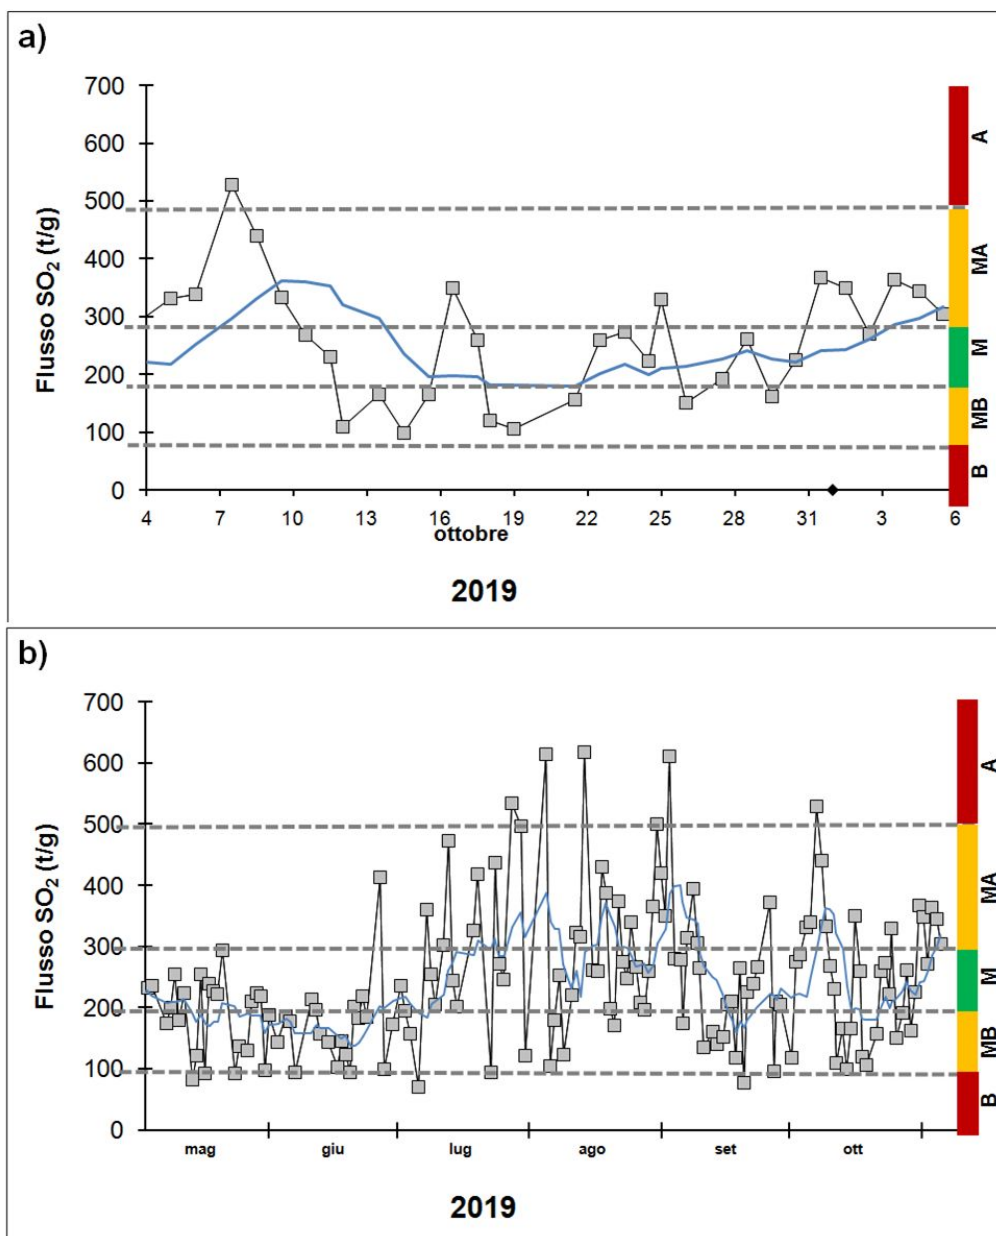 a)
700
600
500
400
300
200
100
0
Flusso SO₂ (t/g)
A
MA
M
MB
B
4 7 10 13 16 19 22 25 28 31 3 6
ottobre
2019
b)
700
600
500
400
300
200
100
0
Flusso SO₂ (t/g)
A
MA
M
MB
B
mag giu lug ago set ott
2019